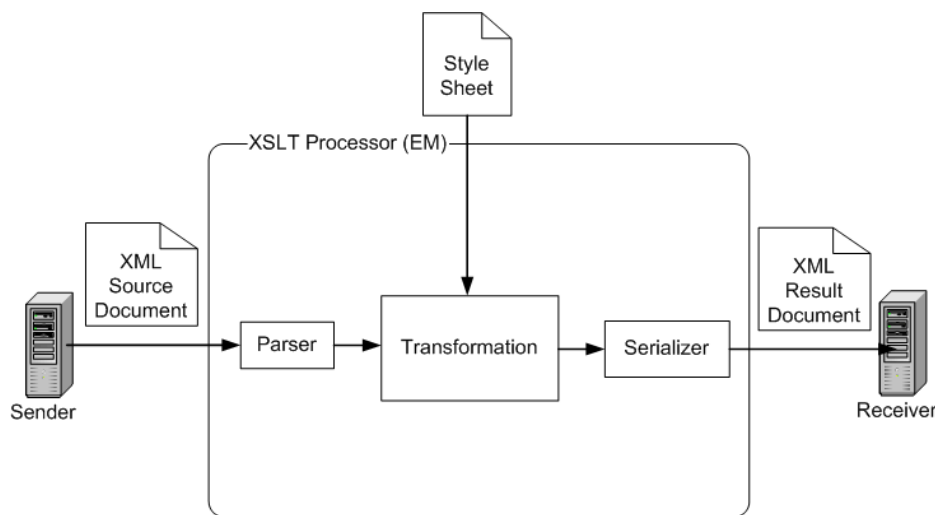 Style
Sheet
XSLT Processor (EM)
XML
Source
Document
XML
Result
Document
Parser
Transformation
Serializer
Sender
Receiver